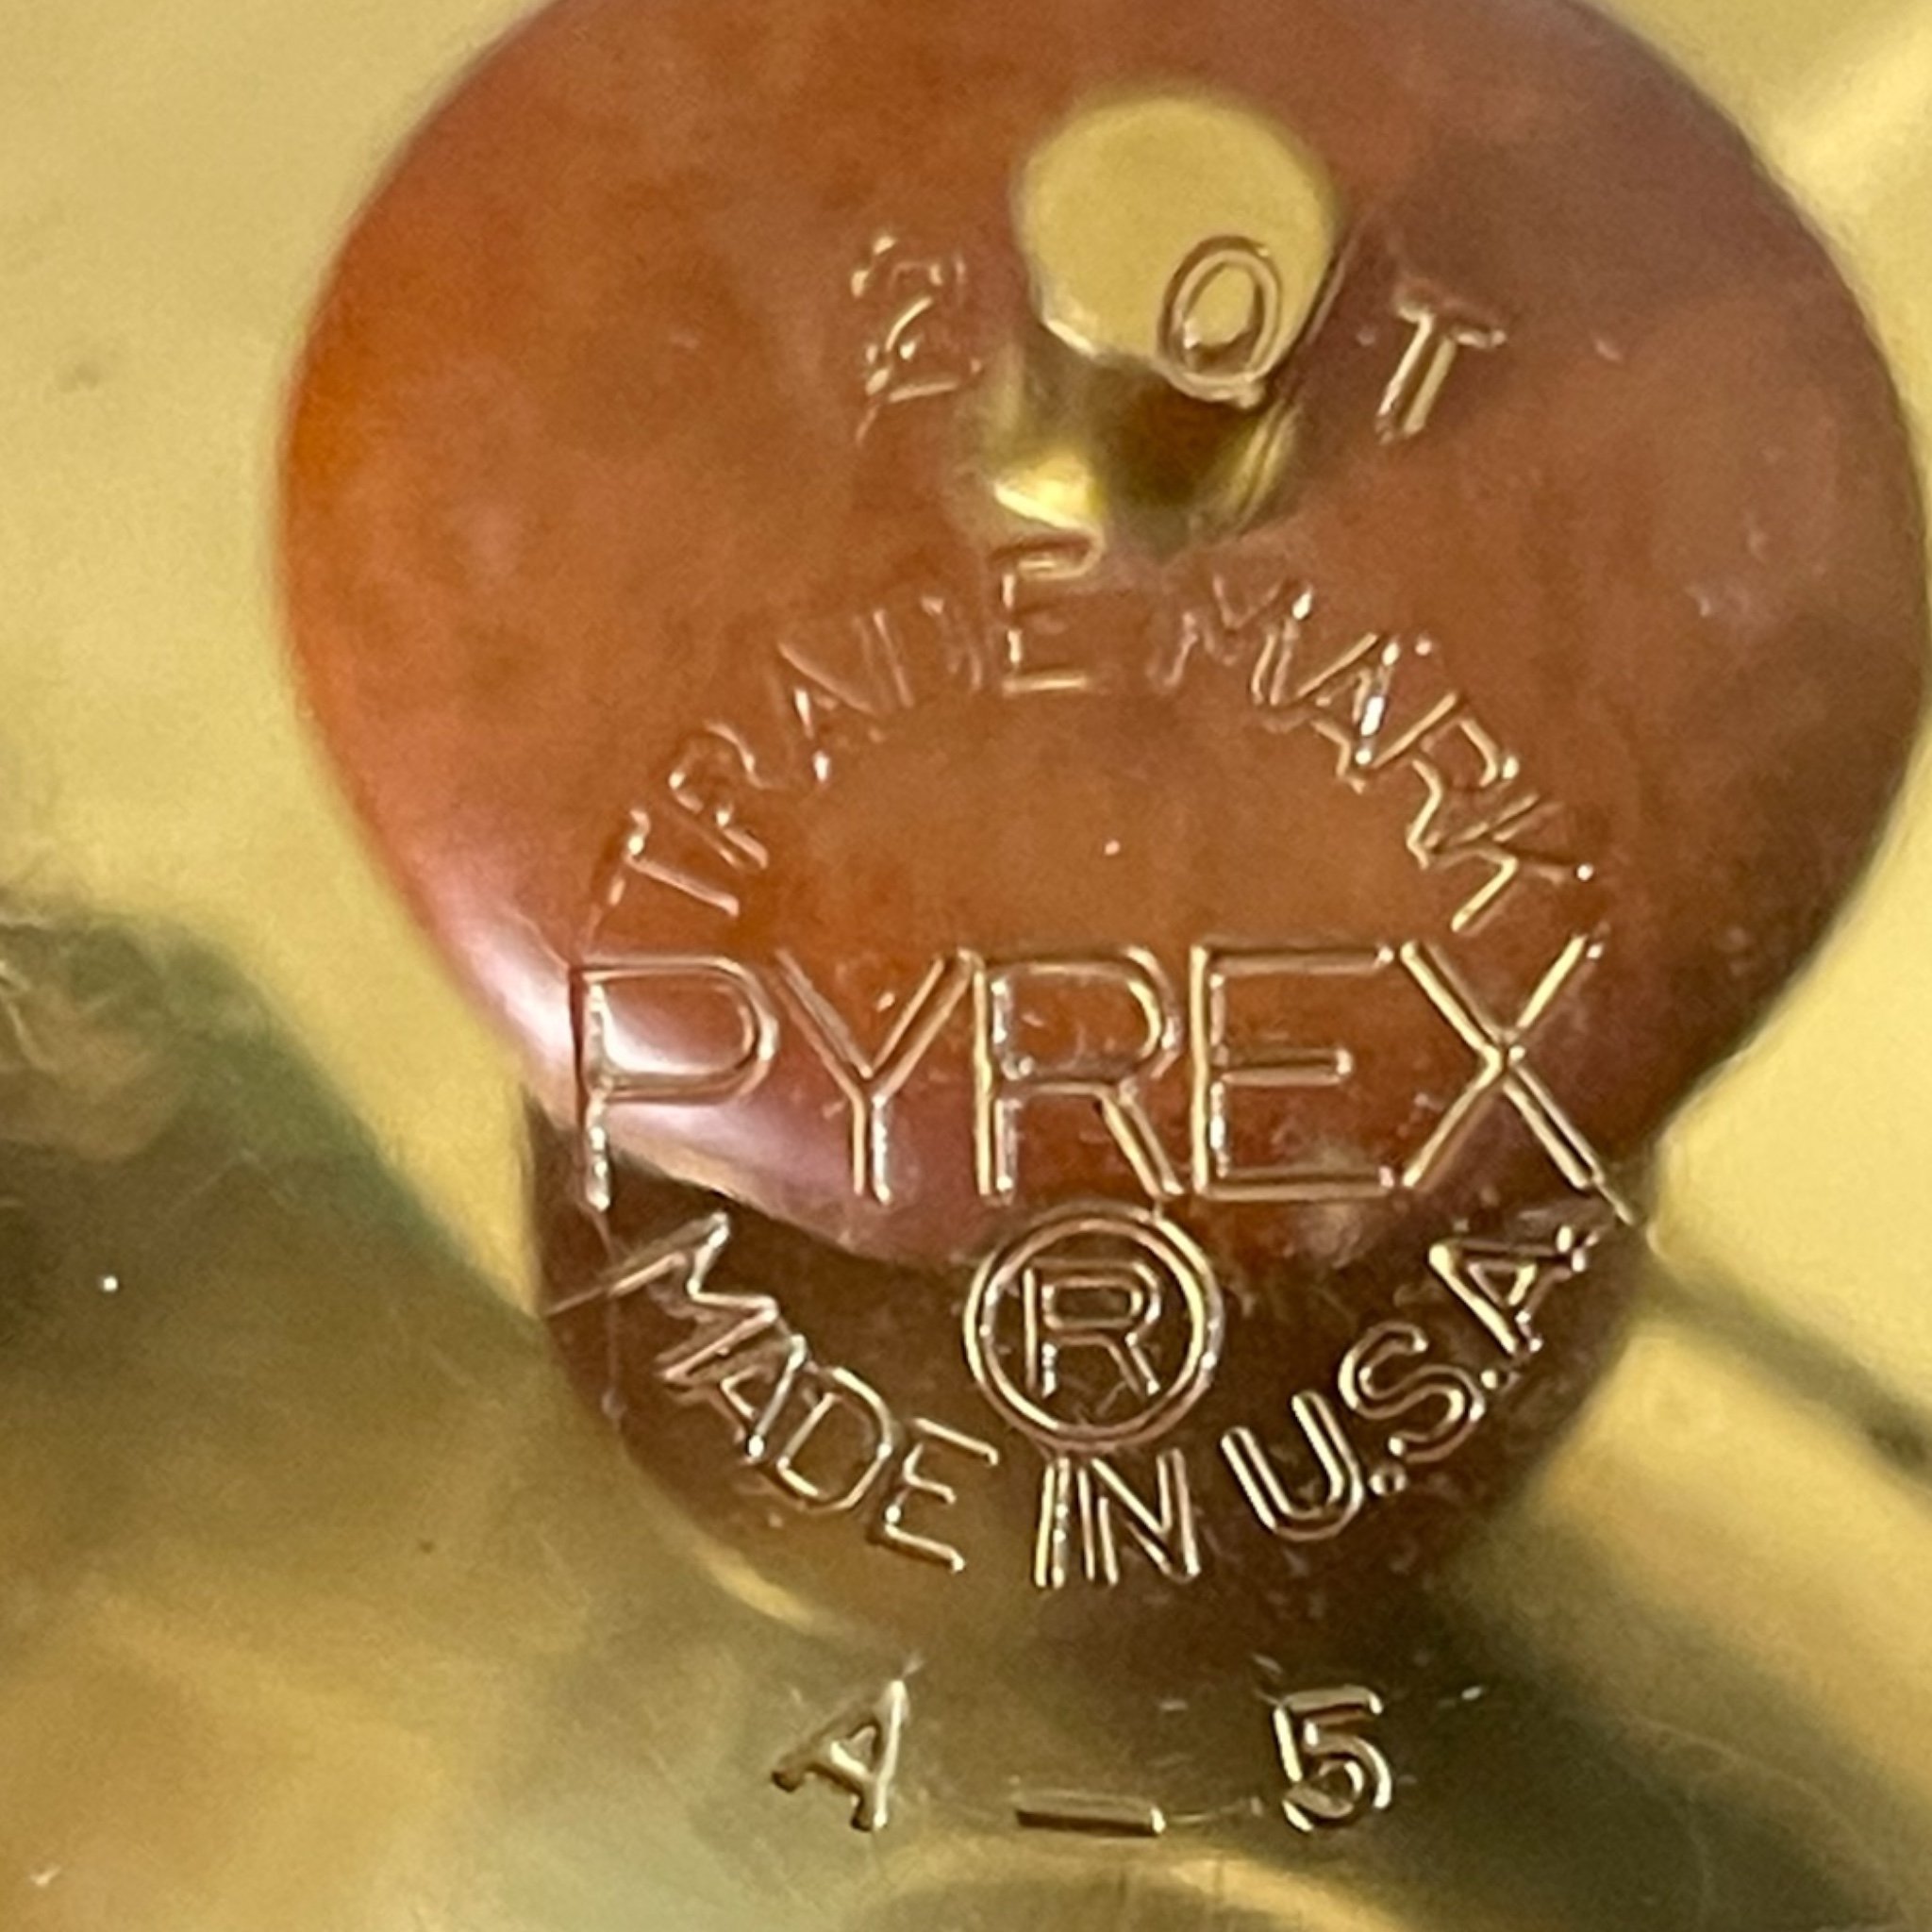 2 QT
TRADE MARK
PYREX
®
MADE IN U.S.A.
A - 5